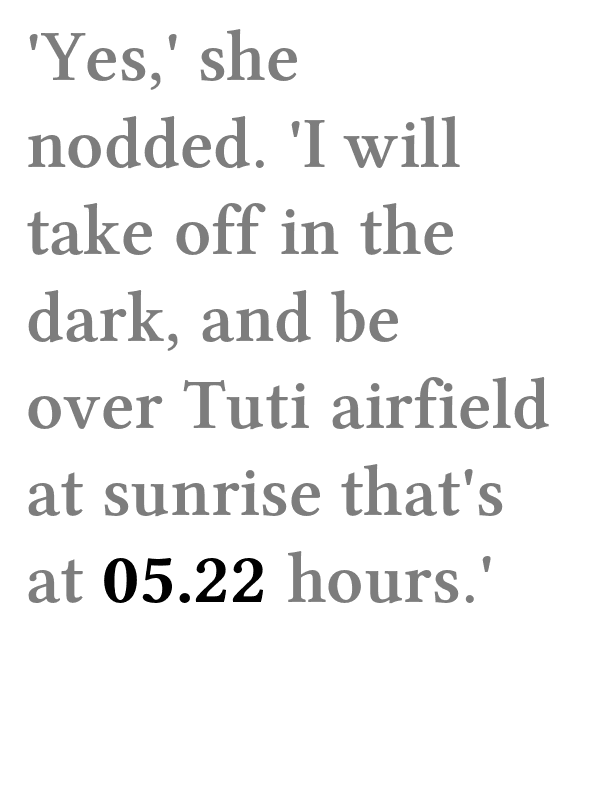 'Yes,' she
nodded. 'I will
take off in the
dark, and be
over Tuti airfield
at sunrise that's
at 05.22 hours.'